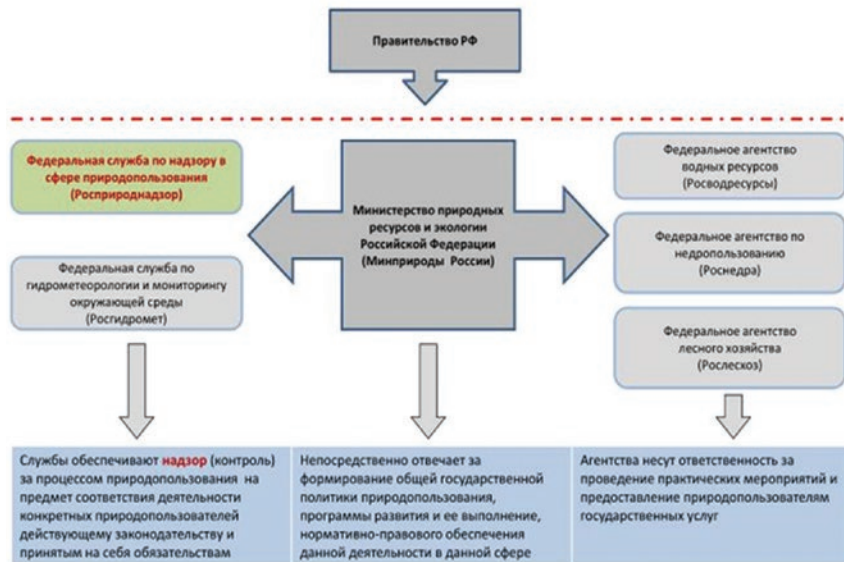 Правительство РФ
Федеральная служба по надзору в
сфере природопользования
(Росприроднадзор)
Федеральная служба по
гидрометеорологии и мониторингу
окружающей среды
(Росгидромет)
Министерство природных
ресурсов и экологии
Российской Федерации
(Минприроды России)
Федеральное агентство
водных ресурсов
(Росводресурсы)
Федеральное агентство по
недропользованию
(Роснедра)
Федеральное агентство
лесного хозяйства
(Рослесхоз)
Службы обеспечивают надзор (контроль)
за процессом природопользования на
предмет соответствия деятельности
конкретных природопользователей
действующему законодательству и
принятым на себя обязательствам
Непосредственно отвечает за
формирование общей государственной
политики природопользования,
программы развития и ее выполнение,
нормативно-правового обеспечения
данной деятельности в данной сфере
Агентства несут ответственность за
проведение практических мероприятий и
предоставление природопользователям
государственных услуг